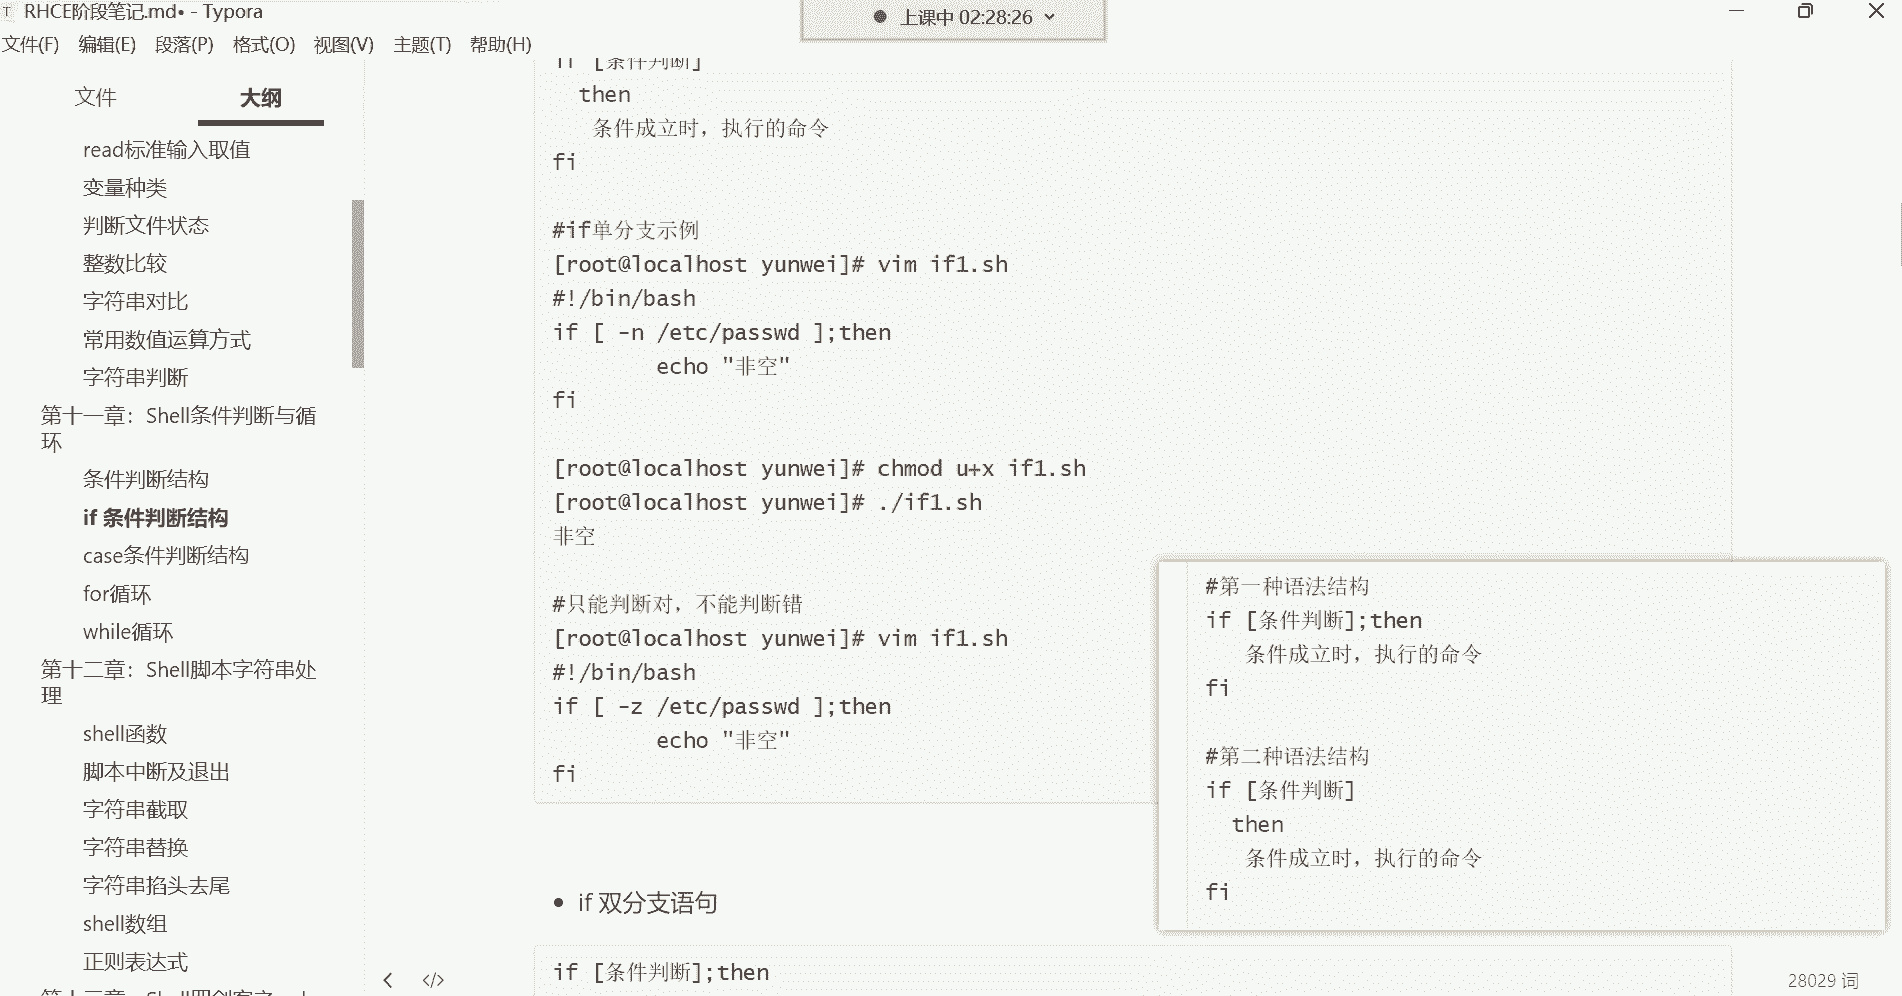 RHCE阶段笔记.md• - Typora
上课中 02:28:26
文件(F) 编辑(E) 段落(P) 格式(O) 视图(V) 主题(T) 帮助(H)
文件 大纲
read标准输入取值
变量种类
判断文件状态
整数比较
字符串对比
常用数值运算方式
字符串判断
第十一章：Shell条件判断与循
环
条件判断结构
if 条件判断结构
case条件判断结构
for循环
while循环
第十二章：Shell脚本字符串处
理
shell函数
脚本中断及退出
字符串截取
字符串替换
字符串掐头去尾
shell数组
正则表达式
if [条件判断]
then
条件成立时，执行的命令
fi
#if单分支示例
[root@localhost yunwei]# vim if1.sh
#!/bin/bash
if [ -n /etc/passwd ];then
echo "非空"
fi
[root@localhost yunwei]# chmod u+x if1.sh
[root@localhost yunwei]# ./if1.sh
非空
#只能判断对，不能判断错
[root@localhost yunwei]# vim if1.sh
#!/bin/bash
if [ -z /etc/passwd ];then
echo "非空"
fi
• if 双分支语句
if [条件判断];then
#第一种语法结构
if [条件判断];then
条件成立时，执行的命令
fi
#第二种语法结构
if [条件判断]
then
条件成立时，执行的命令
fi
28029 词